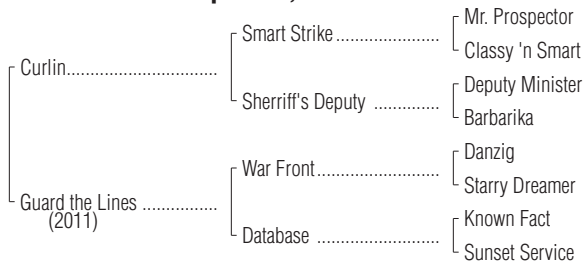 Mr. Prospector
Smart Strike....................
Classy 'n Smart
Curlin.............................
Deputy Minister
Sherriff's Deputy .............
Barbarika
Danzig
War Front........................
Starry Dreamer
Guard the Lines ..............
(2011)
Known Fact
Database ........................
Sunset Service